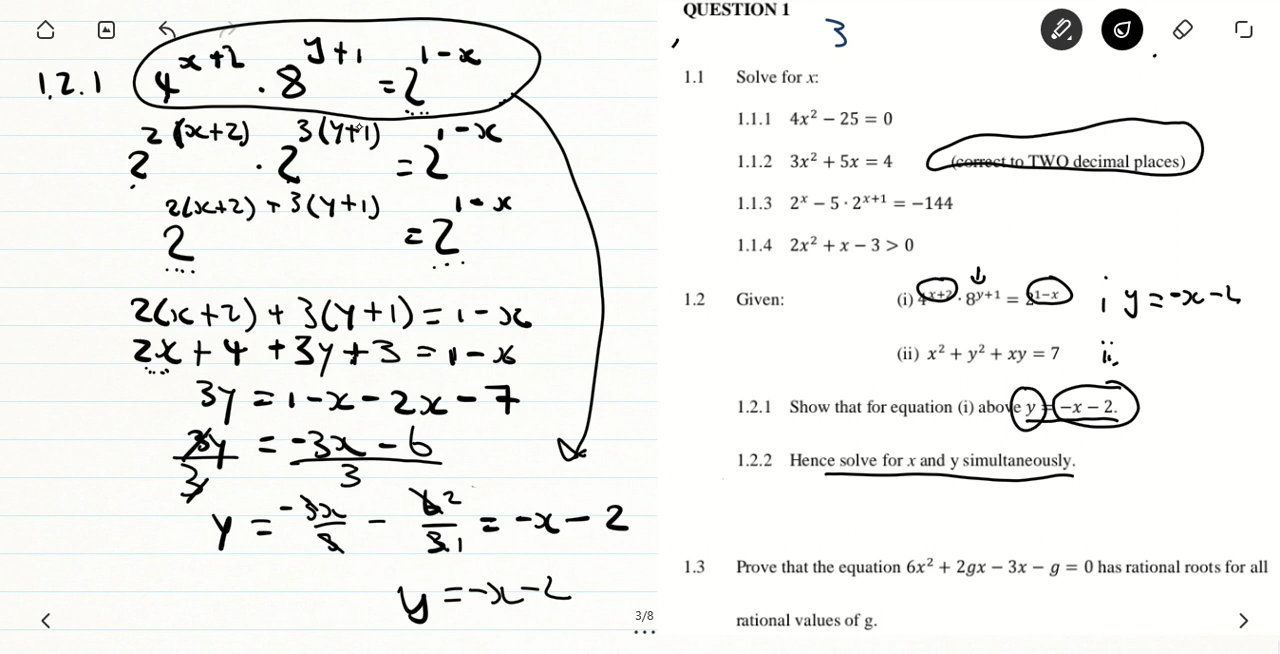 1.2.1 4^{x+2} . 8^{y+1} = 2^{1-x}
2^{2(x+2)} . 2^{3(y+1)} = 2^{1-x}
2^{2(x+2) + 3(y+1)} = 2^{1-x}
2(x+2) + 3(y+1) = 1-x
2x + 4 + 3y + 3 = 1-x
3y = 1-x-2x-7
3y/3 = (-3x-6)/3
y = -3x/3 - 6/3 2/1 = -x-2
y = -x-2
3/8
QUESTION 1
3
1.1 Solve for x:
1.1.1 4x² − 25 = 0
1.1.2 3x² + 5x = 4 (correct to TWO decimal places)
1.1.3 2^x − 5 · 2^{x+1} = −144
1.1.4 2x² + x − 3 > 0
1.2 Given: (i) 4^{x+2} · 8^{y+1} = 2^{1−x} i y = -x-2
(ii) x² + y² + xy = 7 ii
1.2.1 Show that for equation (i) above y = −x − 2.
1.2.2 Hence solve for x and y simultaneously.
1.3 Prove that the equation 6x² + 2gx − 3x − g = 0 has rational roots for all
rational values of g.